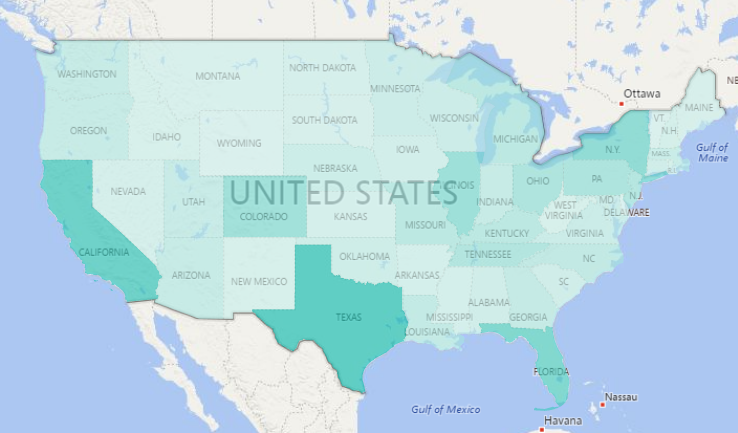 WASHINGTON
MONTANA
NORTH DAKOTA
MINNESOTA
Ottawa
NE
MAINE
VT.
N.H.
OREGON
IDAHO
SOUTH DAKOTA
WISCONSIN
MICHIGAN
WYOMING
N.Y.
MASS.
Gulf of
Maine
IOWA
NEBRASKA
NEVADA
UTAH
UNITED STATES
INOIS
OHIO
PA
N.J.
COLORADO
KANSAS
INDIANA
MD.
WEST
VIRGINIA
DELAWARE
MISSOURI
KENTUCKY
VIRGINIA
CALIFORNIA
ARIZONA
NEW MEXICO
OKLAHOMA
TENNESSEE
NC
ARKANSAS
SC
ALABAMA
TEXAS
MISSISSIPPI
GEORGIA
LOUISIANA
FLORIDA
Gulf of Mexico
Nassau
Havana